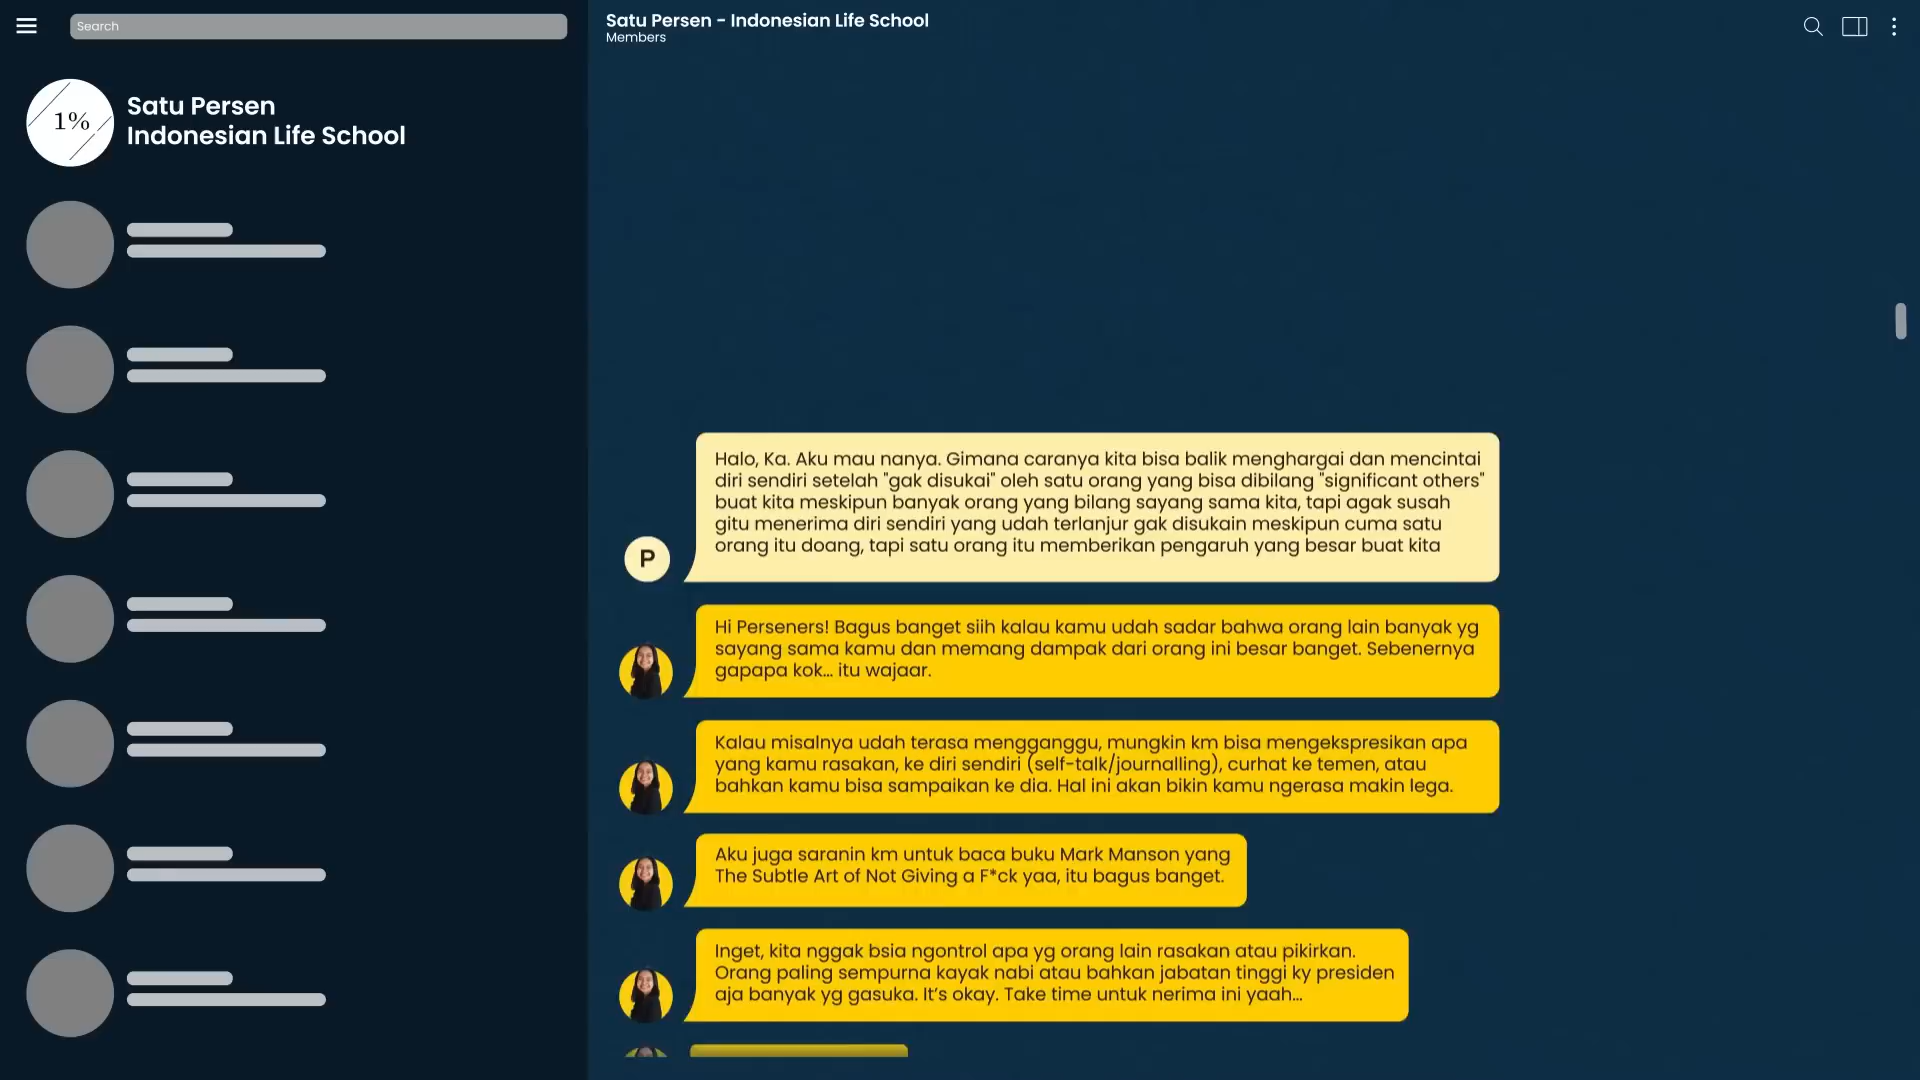 Search
Satu Persen - Indonesian Life School
Members
1%
Satu Persen
Indonesian Life School
Halo, Ka. Aku mau nanya. Gimana caranya kita bisa balik menghargai dan mencintai
diri sendiri setelah "gak disukai" oleh satu orang yang bisa dibilang "significant others"
buat kita meskipun banyak orang yang bilang sayang sama kita, tapi agak susah
gitu menerima diri sendiri yang udah terlanjur gak disukain meskipun cuma satu
orang itu doang, tapi satu orang itu memberikan pengaruh yang besar buat kita
P
Hi Perseners! Bagus banget siih kalau kamu udah sadar bahwa orang lain banyak yg
sayang sama kamu dan memang dampak dari orang ini besar banget. Sebenernya
gapapa kok... itu wajaar.
Kalau misalnya udah terasa mengganggu, mungkin km bisa mengekspresikan apa
yang kamu rasakan, ke diri sendiri (self-talk/journalling), curhat ke temen, atau
bahkan kamu bisa sampaikan ke dia. Hal ini akan bikin kamu ngerasa makin lega.
Aku juga saranin km untuk baca buku Mark Manson yang
The Subtle Art of Not Giving a F*ck yaa, itu bagus banget.
Inget, kita nggak bsia ngontrol apa yg orang lain rasakan atau pikirkan.
Orang paling sempurna kayak nabi atau bahkan jabatan tinggi ky presiden
aja banyak yg gasuka. It's okay. Take time untuk nerima ini yaah...